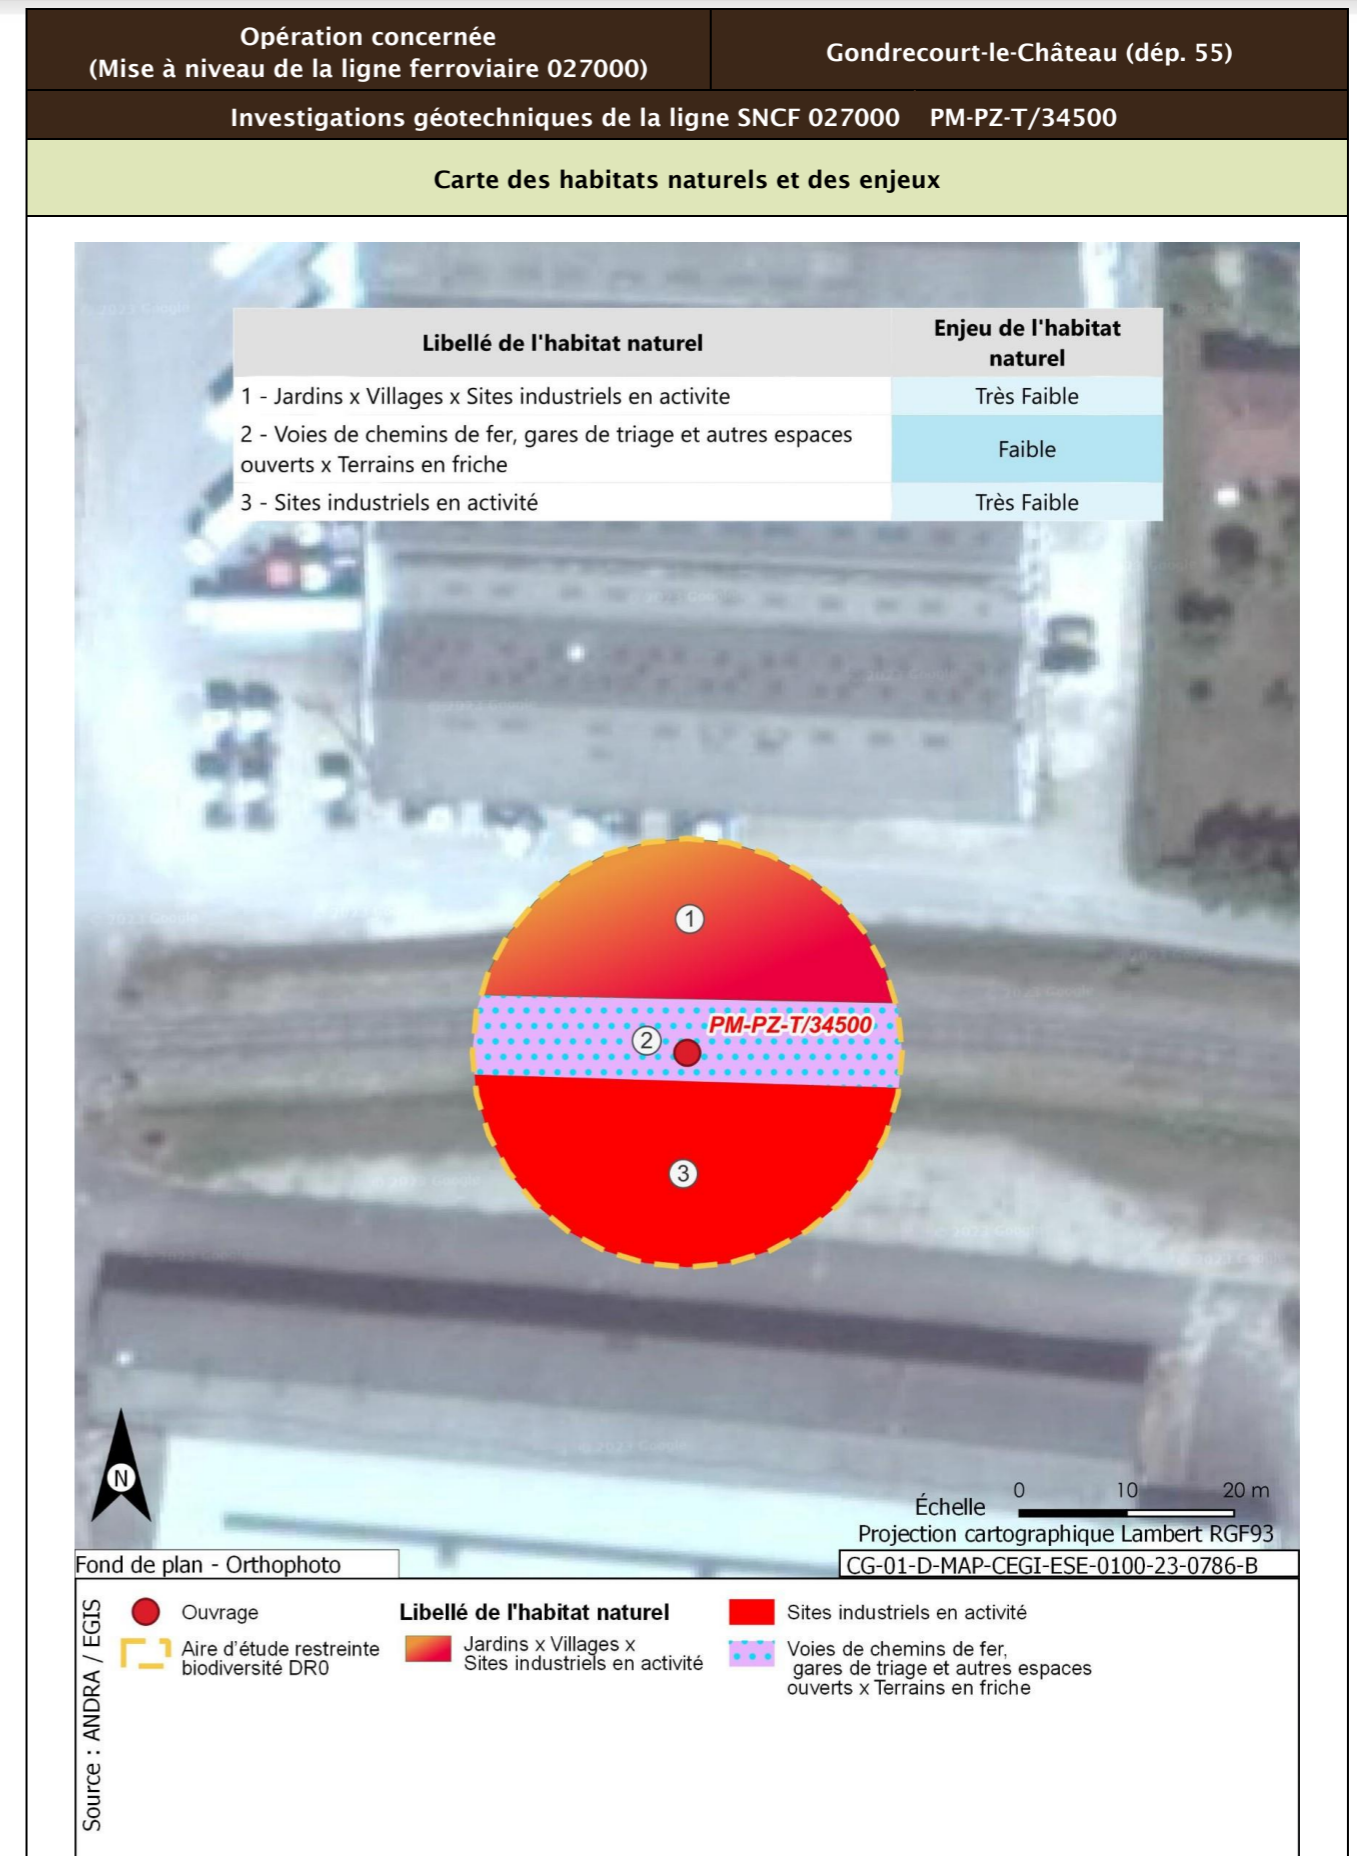 Opération concernée
(Mise à niveau de la ligne ferroviaire 027000)
Gondrecourt-le-Château (dép. 55)
Investigations géotechniques de la ligne SNCF 027000 PM-PZ-T/34500
Carte des habitats naturels et des enjeux
Libellé de l'habitat naturel
Enjeu de l'habitat
naturel
1 - Jardins x Villages x Sites industriels en activite
Très Faible
2 - Voies de chemins de fer, gares de triage et autres espaces
ouverts x Terrains en friche
Faible
3 - Sites industriels en activité
Très Faible
1
PM-PZ-T/34500
2
3
N
0 10 20 m
Échelle
Projection cartographique Lambert RGF93
Fond de plan - Orthophoto
CG-01-D-MAP-CEGI-ESE-0100-23-0786-B
Source : ANDRA / EGIS
Ouvrage
Aire d'étude restreinte
biodiversité DR0
Libellé de l'habitat naturel
Jardins x Villages x
Sites industriels en activité
Sites industriels en activité
Voies de chemins de fer,
gares de triage et autres espaces
ouverts x Terrains en friche